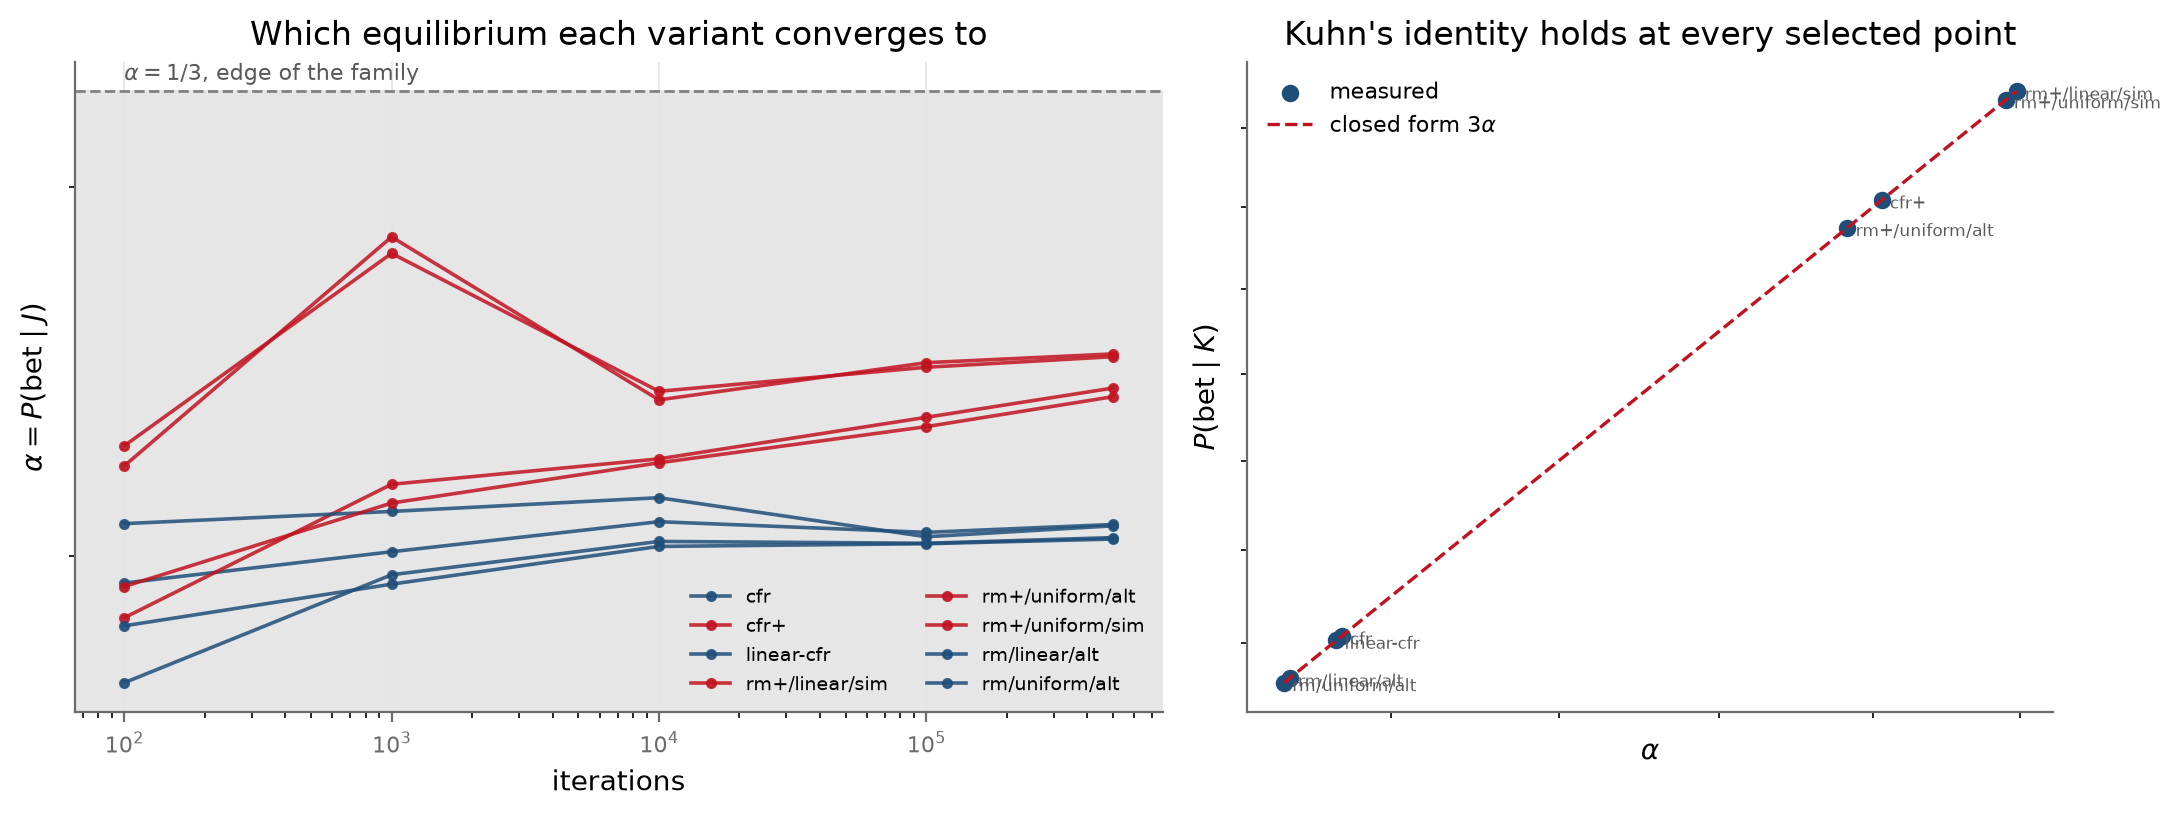 Which equilibrium each variant converges to
α = 1/3, edge of the family
α = P(bet | J)
cfr
cfr+
linear-cfr
rm+/linear/sim
rm+/uniform/alt
rm+/uniform/sim
rm/linear/alt
rm/uniform/alt
10²
10³
10⁴
10⁵
iterations
Kuhn's identity holds at every selected point
measured
closed form 3α
rm+/linear/sim
rm+/uniform/sim
cfr+
rm+/uniform/alt
cfr
linear-cfr
rm/linear/alt
rm/uniform/alt
P(bet | K)
α